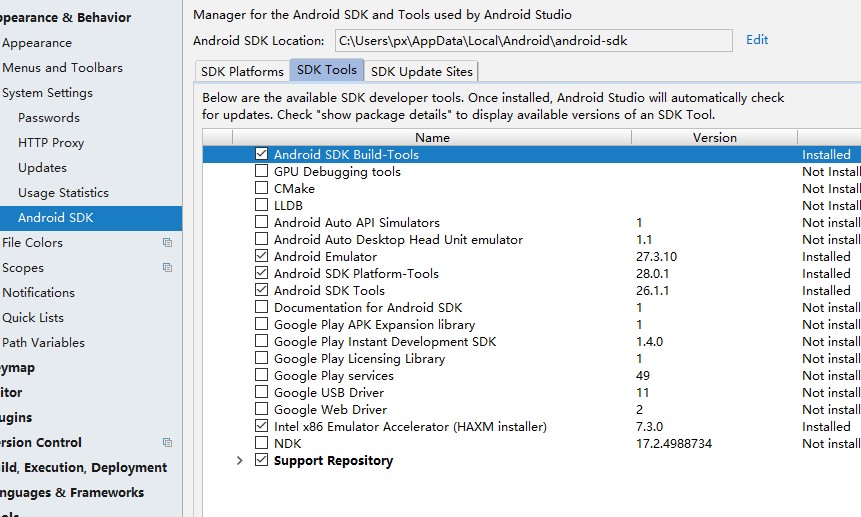 ppearance & Behavior
Appearance
Menus and Toolbars
System Settings
Passwords
HTTP Proxy
Updates
Usage Statistics
Android SDK
File Colors
Scopes
Notifications
Quick Lists
Path Variables
eymap
itor
ugins
ersion Control
ild, Execution, Deployment
nguages & Frameworks
ols
Manager for the Android SDK and Tools used by Android Studio
Android SDK Location: C:\Users\px\AppData\Local\Android\android-sdk Edit
SDK Platforms SDK Tools SDK Update Sites
Below are the available SDK developer tools. Once installed, Android Studio will automatically check
for updates. Check "show package details" to display available versions of an SDK Tool.
Name Version
Android SDK Build-Tools Installed
GPU Debugging tools Not Install
CMake Not Install
LLDB Not Install
Android Auto API Simulators 1 Not install
Android Auto Desktop Head Unit emulator 1.1 Not install
Android Emulator 27.3.10 Installed
Android SDK Platform-Tools 28.0.1 Installed
Android SDK Tools 26.1.1 Installed
Documentation for Android SDK 1 Not install
Google Play APK Expansion library 1 Not install
Google Play Instant Development SDK 1.4.0 Not install
Google Play Licensing Library 1 Not install
Google Play services 49 Not install
Google USB Driver 11 Not install
Google Web Driver 2 Not install
Intel x86 Emulator Accelerator (HAXM installer) 7.3.0 Installed
NDK 17.2.4988734 Not install
Support Repository